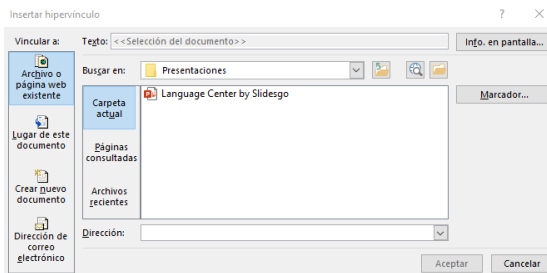 Insertar hipervínculo
Vincular a:
Texto: <<Selección del documento>>
Info. en pantalla...
Archivo o
página web
existente
Buscar en:
Presentaciones
Carpeta
actual
Language Center by Slidesgo
Marcador...
Lugar de este
documento
Páginas
consultadas
Crear nuevo
documento
Archivos
recientes
Dirección de
correo
electrónico
Dirección:
Aceptar
Cancelar